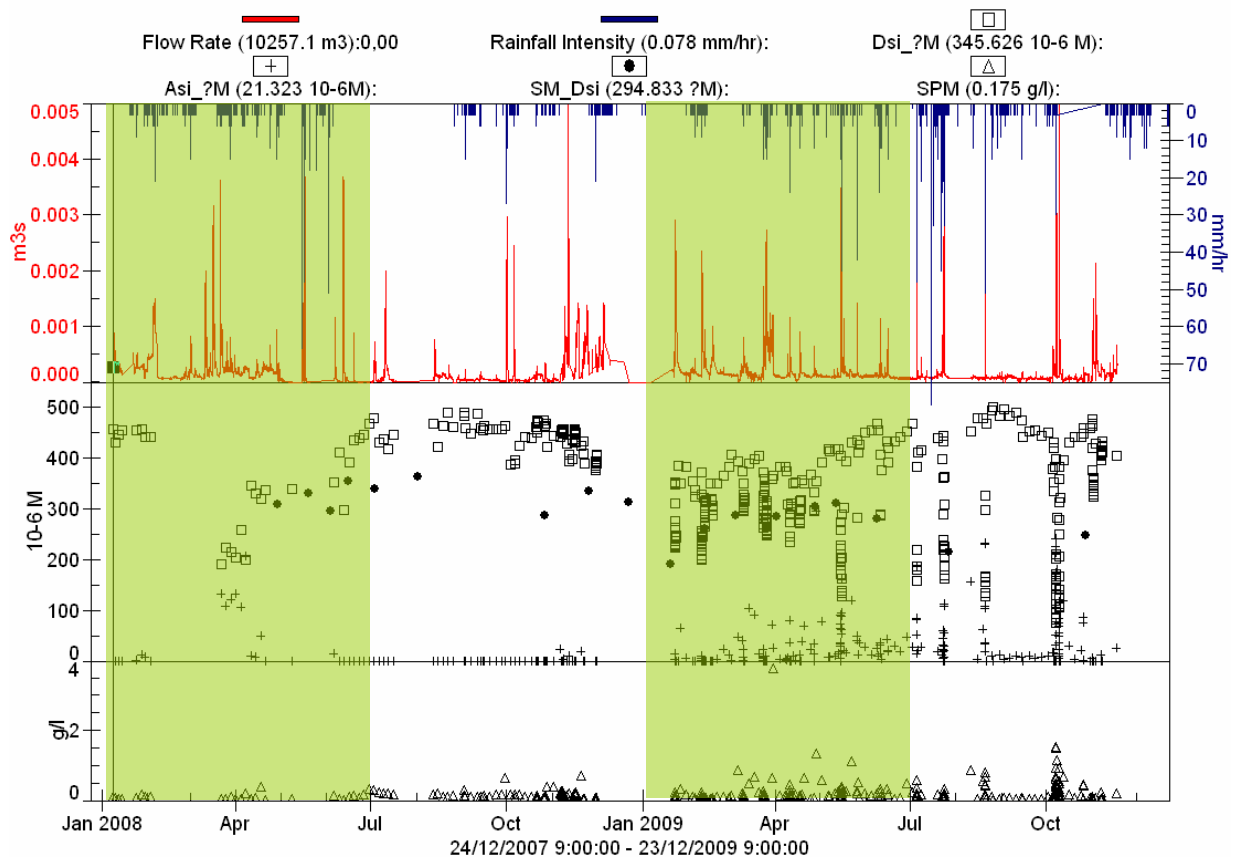 Flow Rate (10257.1 m3):0,00 Rainfall Intensity (0.078 mm/hr): Dsi_?M (345.626 10-6 M):
Asi_?M (21.323 10-6M): SM_Dsi (294.833 ?M): SPM (0.175 g/l):
0.005
0.004
0.003
0.002
0.001
0.000
m3s
0
10
20
30
40
50
60
70
mm/hr
500
400
300
200
100
0
10-6 M
4
2
0
g/l
Jan 2008 Apr Jul Oct Jan 2009 Apr Jul Oct
24/12/2007 9:00:00 - 23/12/2009 9:00:00